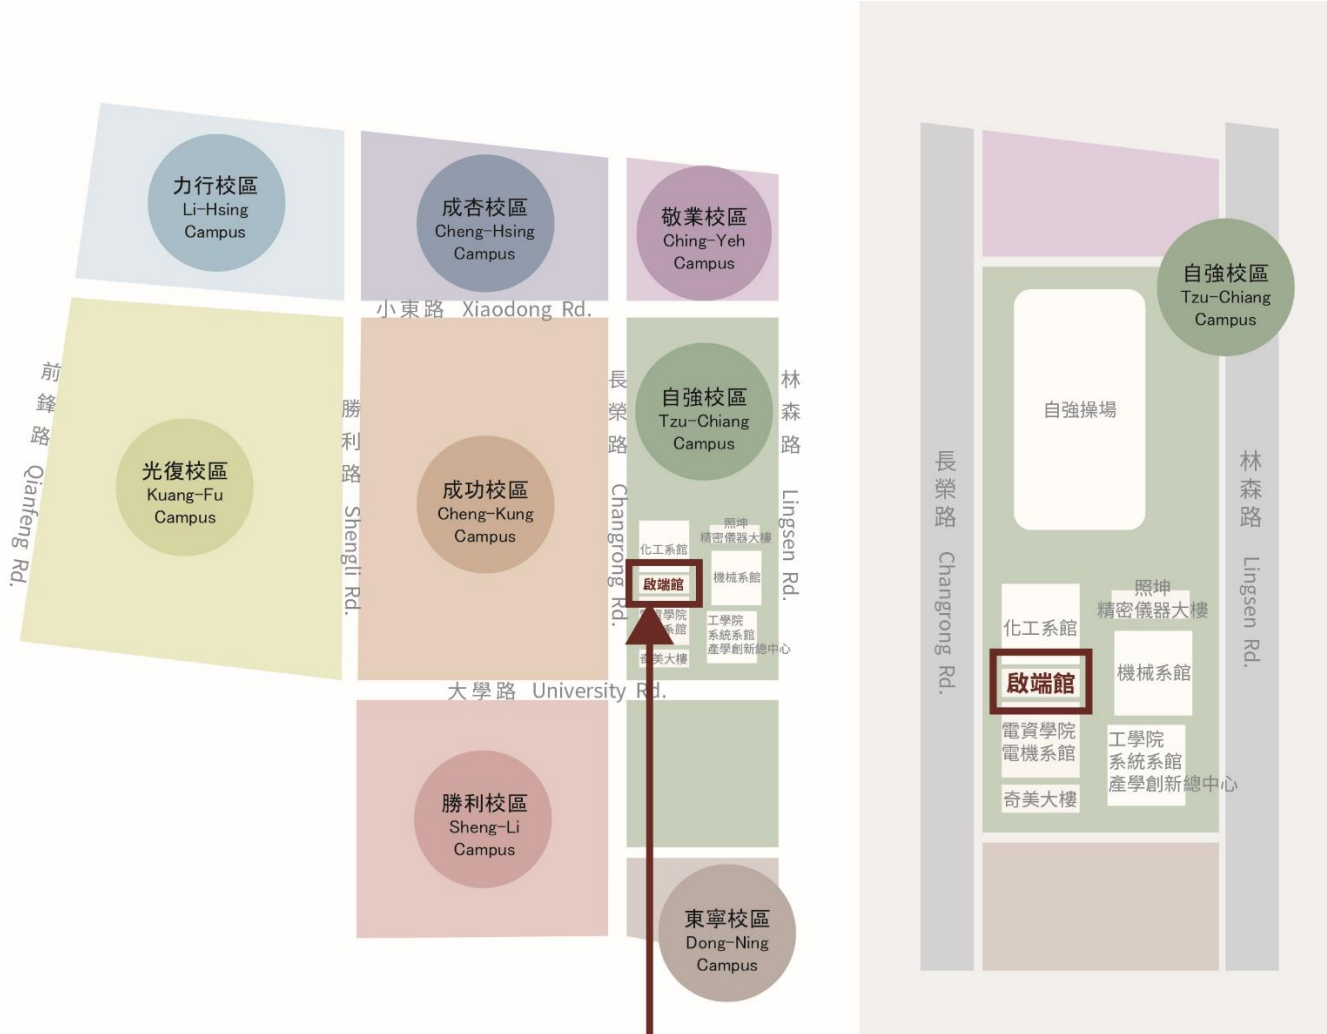 力行校區
Li-Hsing
Campus
成杏校區
Cheng-Hsing
Campus
敬業校區
Ching-Yeh
Campus
小東路 Xiaodong Rd.
前鋒路 Qianfeng Rd.
光復校區
Kuang-Fu
Campus
勝利路 Shengli Rd.
成功校區
Cheng-Kung
Campus
長榮路 Changrong Rd.
自強校區
Tzu-Chiang
Campus
林森路 Lingsen Rd.
照坤
精密儀器大樓
化工系館
機械系館
啟端館
資學院
系館
工學院
系統系館
產學創新總中心
奇美大樓
大學路 University Rd.
勝利校區
Sheng-Li
Campus
東寧校區
Dong-Ning
Campus
自強校區
Tzu-Chiang
Campus
自強操場
長榮路 Changrong Rd.
林森路 Lingsen Rd.
照坤
精密儀器大樓
化工系館
機械系館
啟端館
電資學院
電機系館
工學院
系統系館
產學創新總中心
奇美大樓